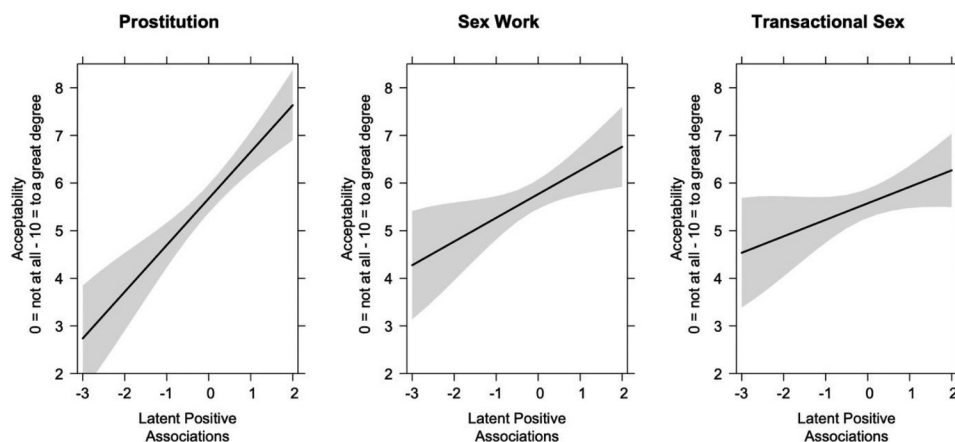 Prostitution
Acceptability
0 = not at all - 10 = to a great degree
8
7
6
5
4
3
2
-3 -2 -1 0 1 2
Latent Positive
Associations
Sex Work
Acceptability
0 = not at all - 10 = to a great degree
8
7
6
5
4
3
2
-3 -2 -1 0 1 2
Latent Positive
Associations
Transactional Sex
Acceptability
0 = not at all - 10 = to a great degree
8
7
6
5
4
3
2
-3 -2 -1 0 1 2
Latent Positive
Associations